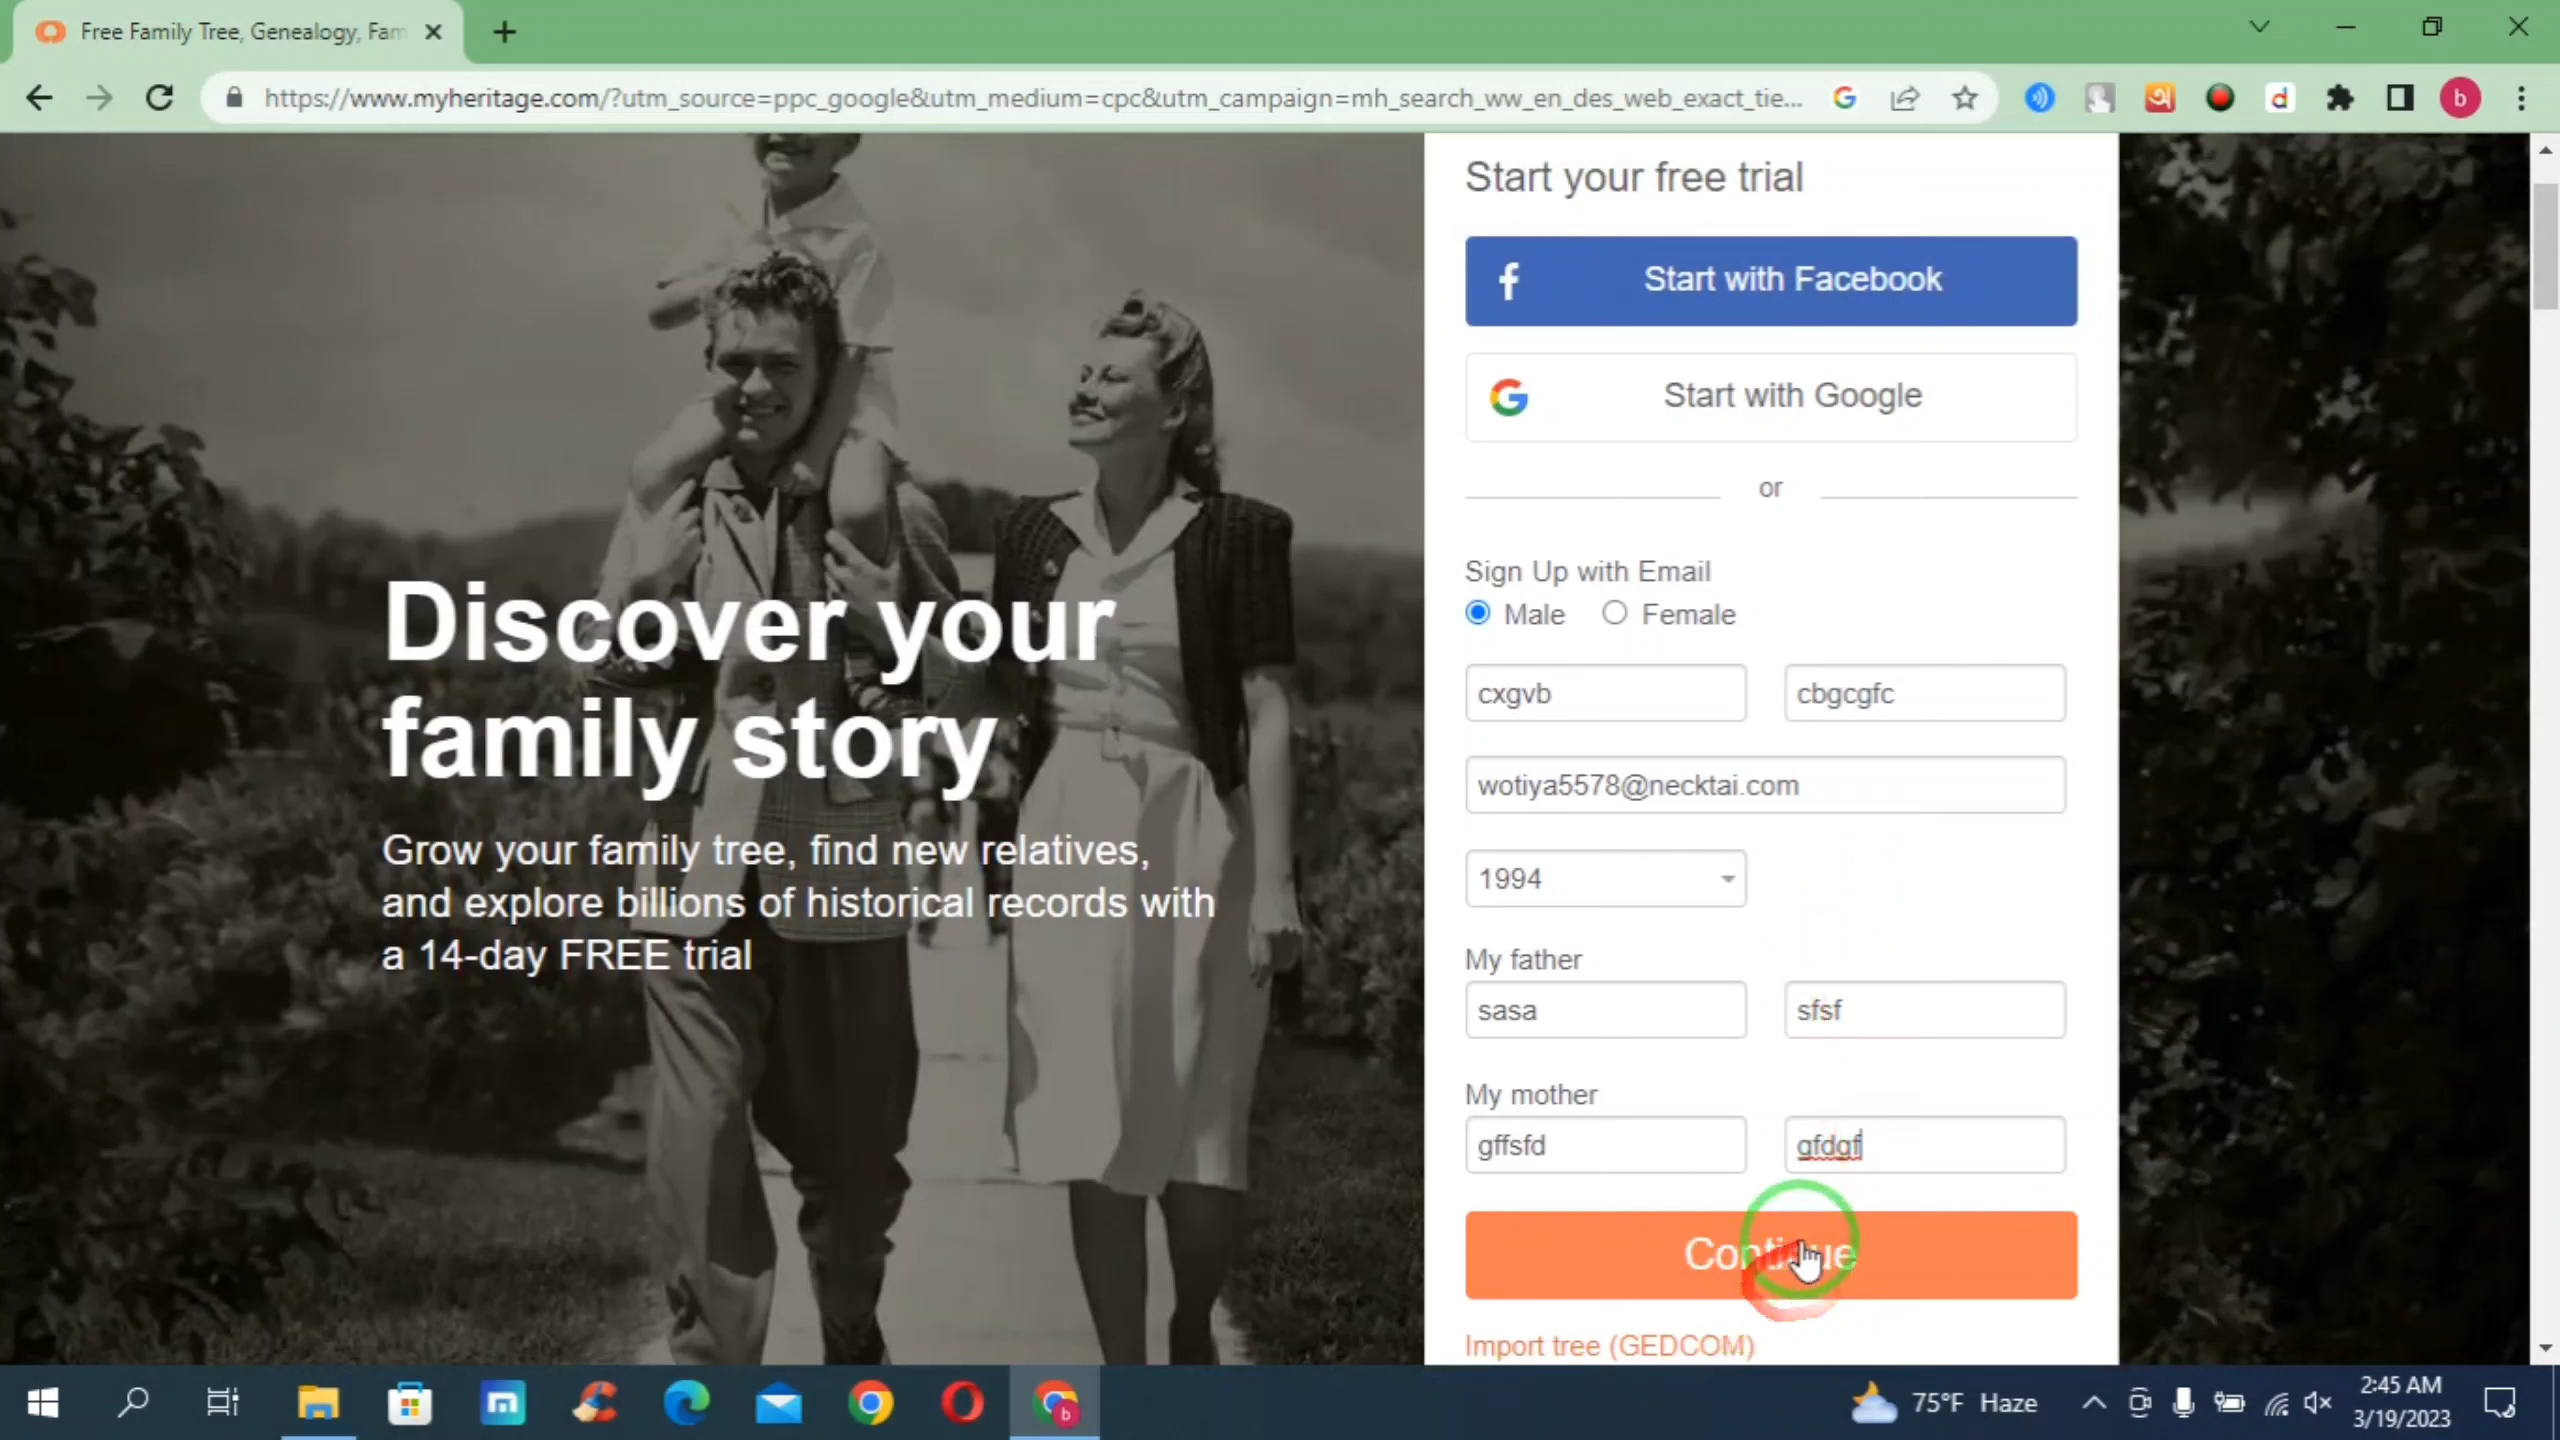 Free Family Tree, Genealogy, Fam
https://www.myheritage.com/?utm_source=ppc_google&utm_medium=cpc&utm_campaign=mh_search_ww_en_des_web_exact_tie...
d
b
Discover your
family story
Grow your family tree, find new relatives,
and explore billions of historical records with
a 14-day FREE trial
Start your free trial
Start with Facebook
Start with Google
or
Sign Up with Email
Male Female
cxgvb cbgcgfc
wotiya5578@necktai.com
1994
My father
sasa sfsf
My mother
gffsfd gfdgf
Continue
Import tree (GEDCOM)
75°F Haze
2:45 AM
3/19/2023